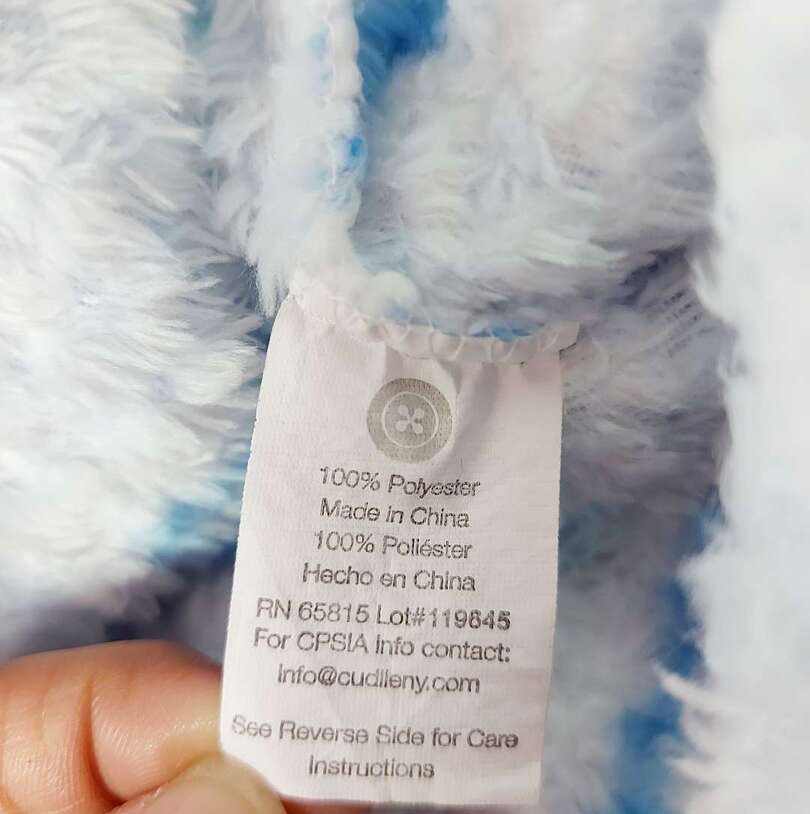 100% Polyester
Made in China
100% Poliéster
Hecho en China
RN 65815 Lot#119645
For CPSIA Info contact:
Info@cudlleny.com
See Reverse Side for Care
Instructions